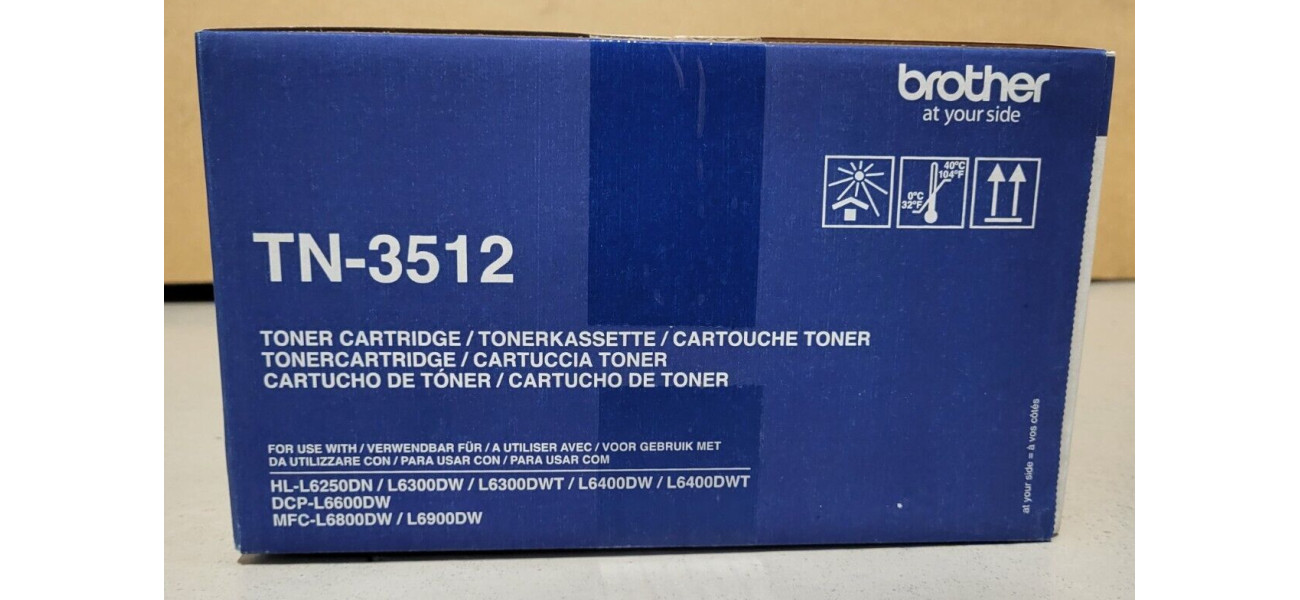 brother
at your side
40°C
104°F
0°C
32°F
TN-3512
TONER CARTRIDGE / TONERKASSETTE / CARTOUCHE TONER
TONERCARTRIDGE / CARTUCCIA TONER
CARTUCHO DE TÓNER / CARTUCHO DE TONER
FOR USE WITH / VERWENDBAR FÜR / A UTILISER AVEC / VOOR GEBRUIK MET
DA UTILIZZARE CON / PARA USAR CON / PARA USAR COM
HL-L6250DN / L6300DW / L6300DWT / L6400DW / L6400DWT
DCP-L6600DW
MFC-L6800DW / L6900DW
at your side = à vos côtés